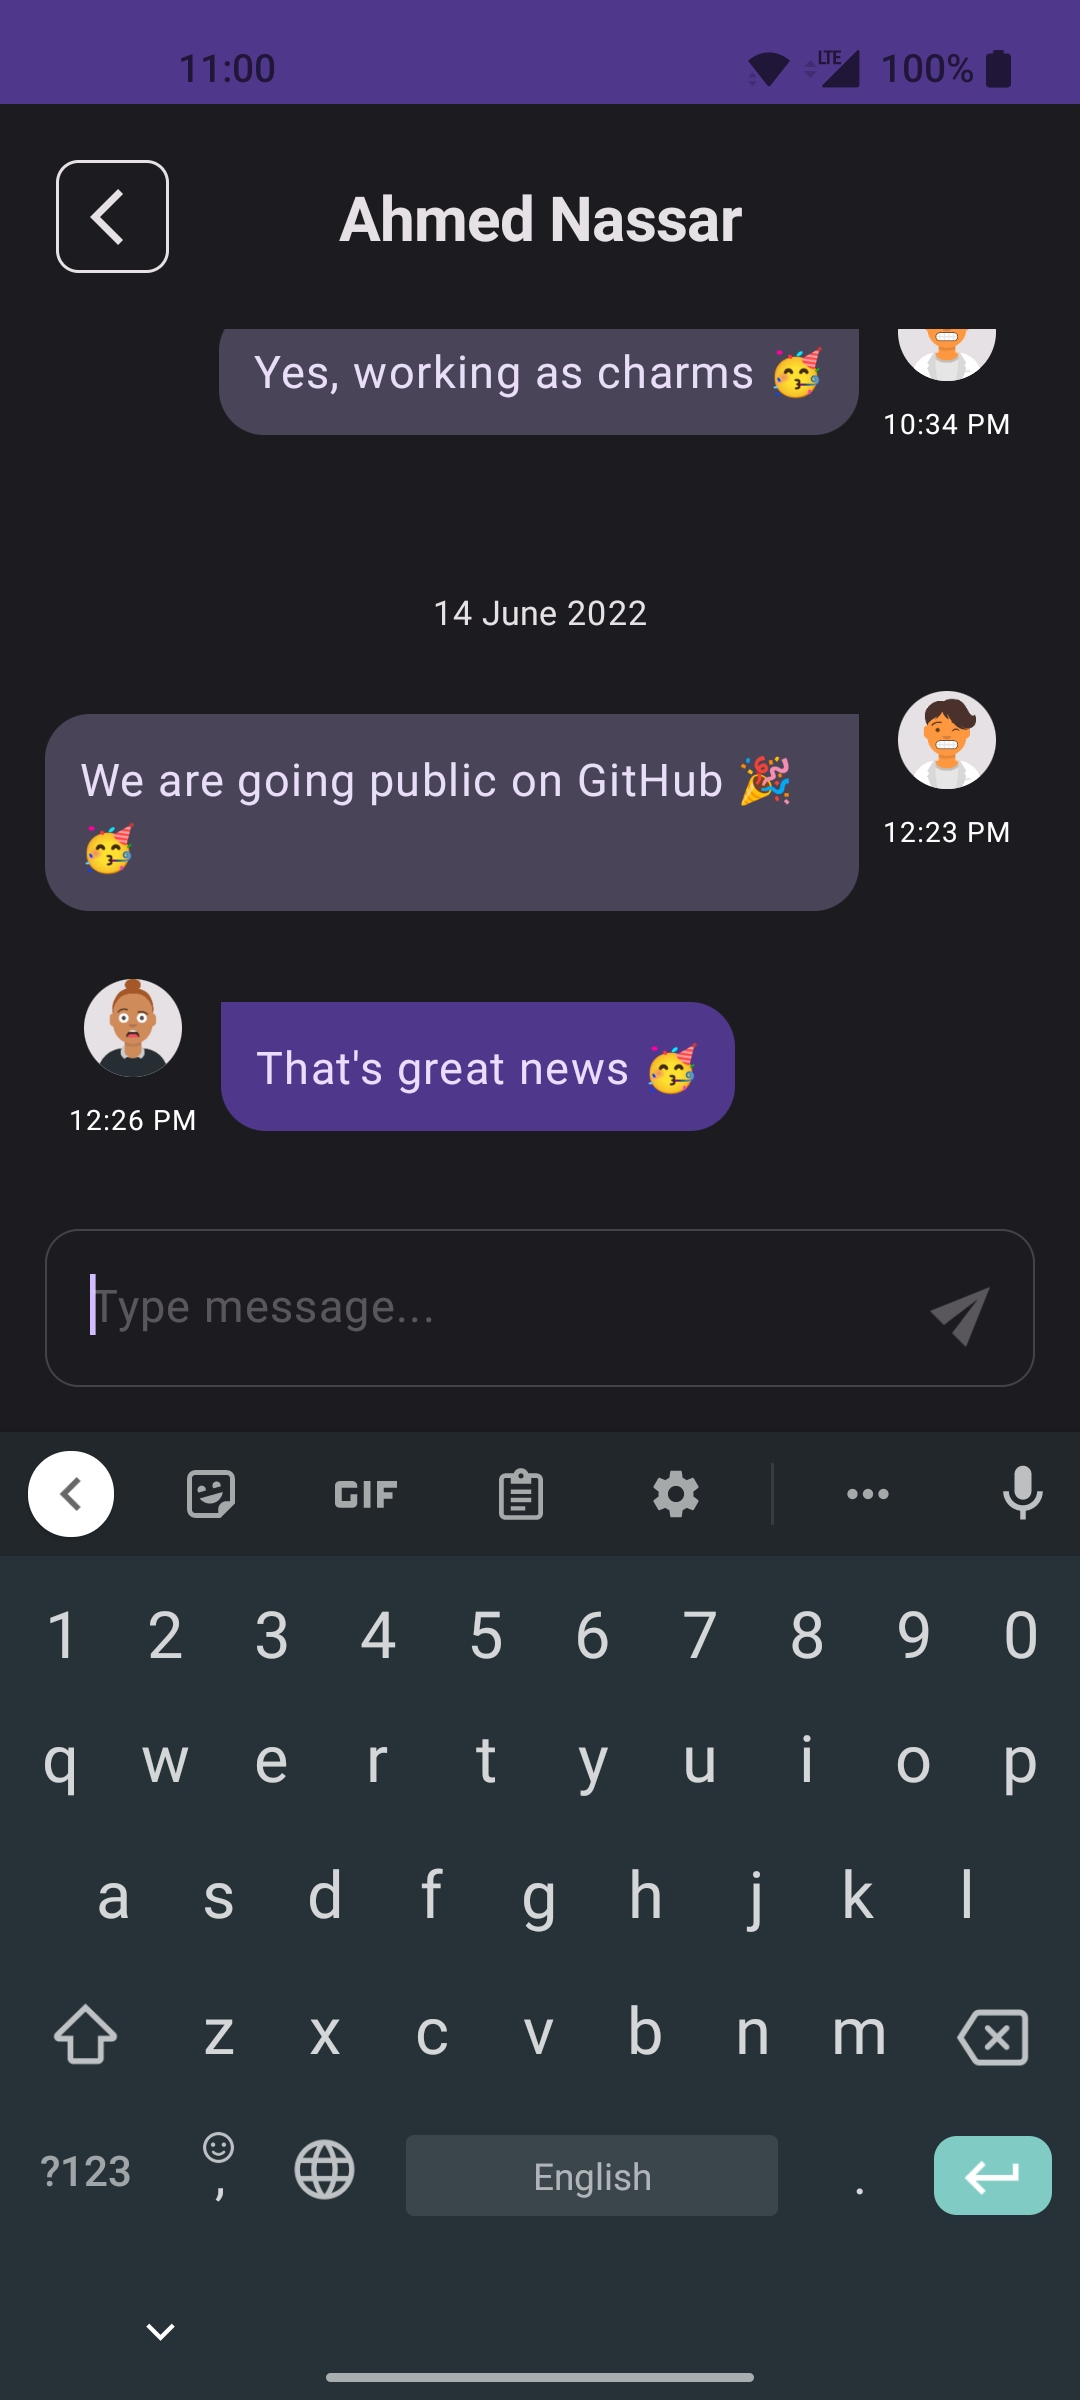 11:00 LTE 100%
Ahmed Nassar
Yes, working as charms 🥳
10:34 PM
14 June 2022
We are going public on GitHub 🎉
🥳
12:23 PM
That's great news 🥳
12:26 PM
Type message...
GIF
1 2 3 4 5 6 7 8 9 0
q w e r t y u i o p
a s d f g h j k l
z x c v b n m
?123 , English .